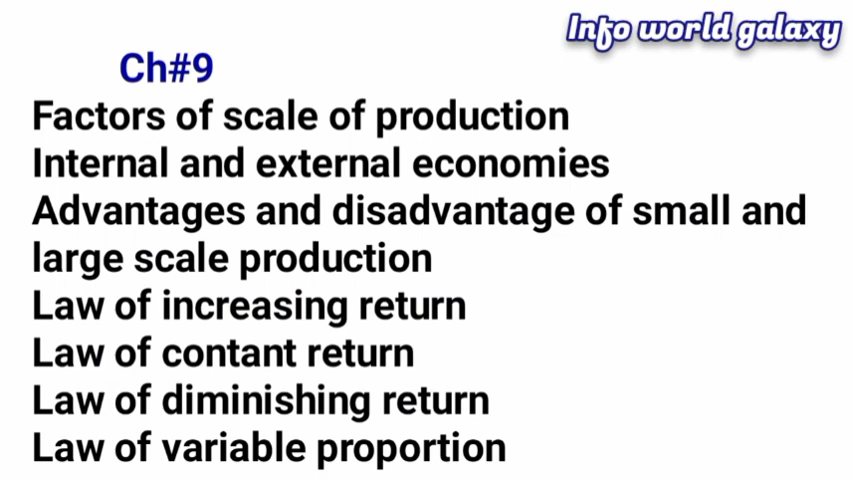 Info world galaxy
Ch#9
Factors of scale of production
Internal and external economies
Advantages and disadvantage of small and
large scale production
Law of increasing return
Law of contant return
Law of diminishing return
Law of variable proportion